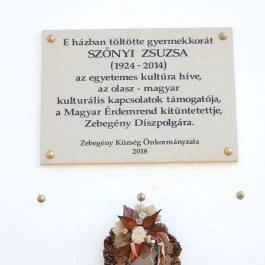 E házban töltötte gyermekkorát
SZŐNYI ZSUZSA
(1924 - 2014)
az egyetemes kultúra híve,
az olasz - magyar
kulturális kapcsolatok támogatója,
a Magyar Érdemrend kitüntetettje,
Zebegény Díszpolgára.
Zebegény Község Önkormányzata
2018